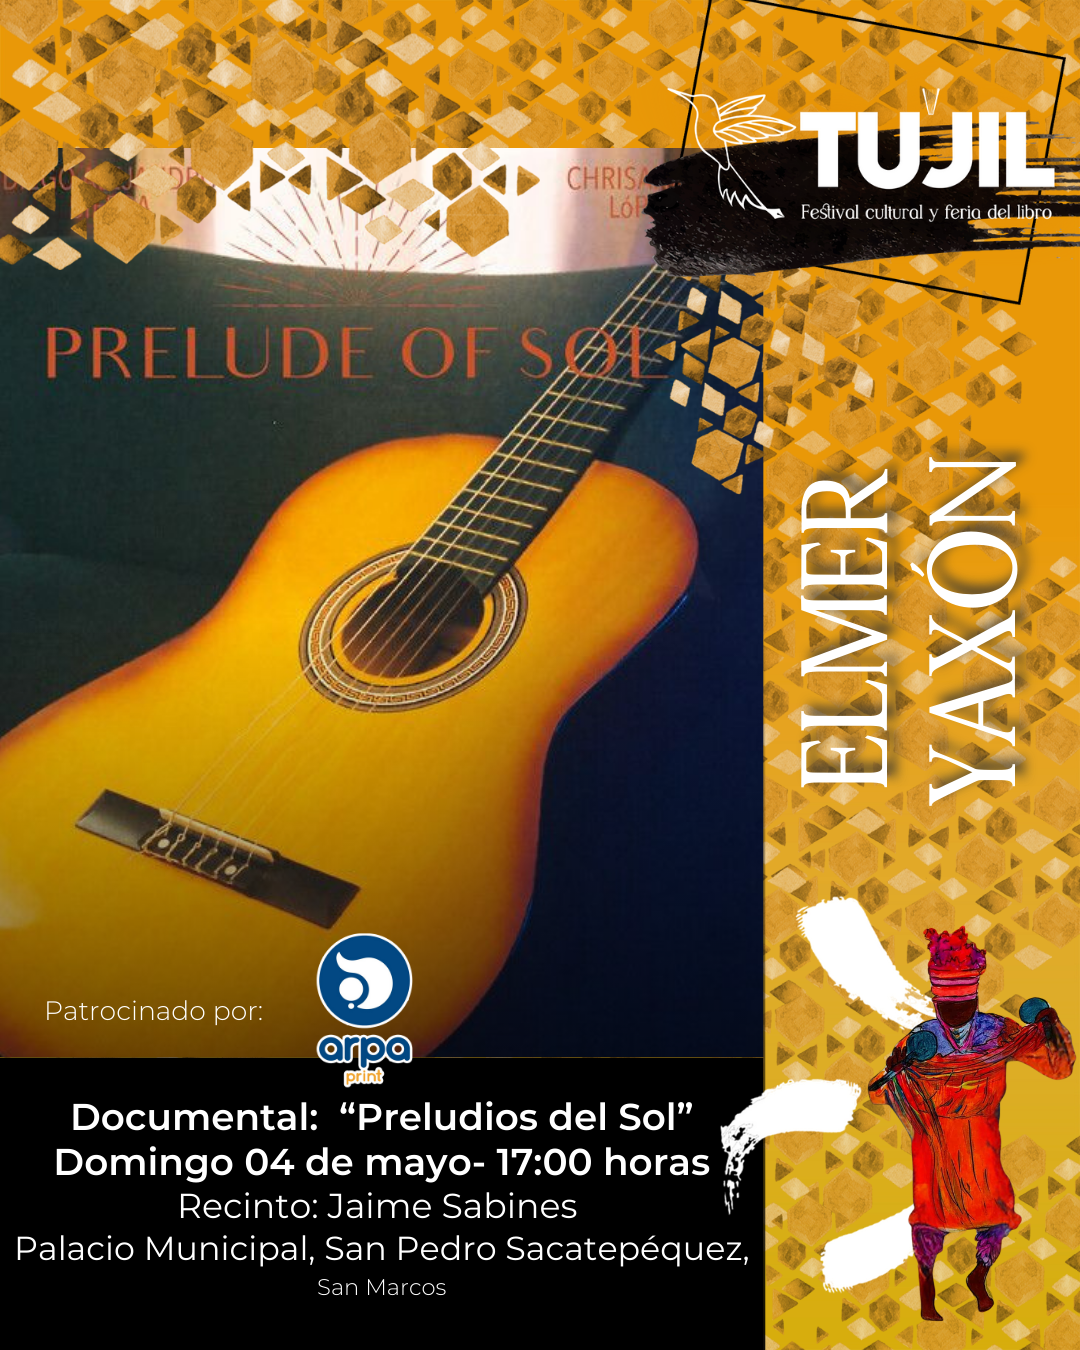 TUJIL
Festival cultural y feria del libro
PRELUDE OF SOL
ELMER
YAXÓN
Patrocinado por:
arpa
print
Documental: “Preludios del Sol”
Domingo 04 de mayo- 17:00 horas
Recinto: Jaime Sabines
Palacio Municipal, San Pedro Sacatepéquez,
San Marcos